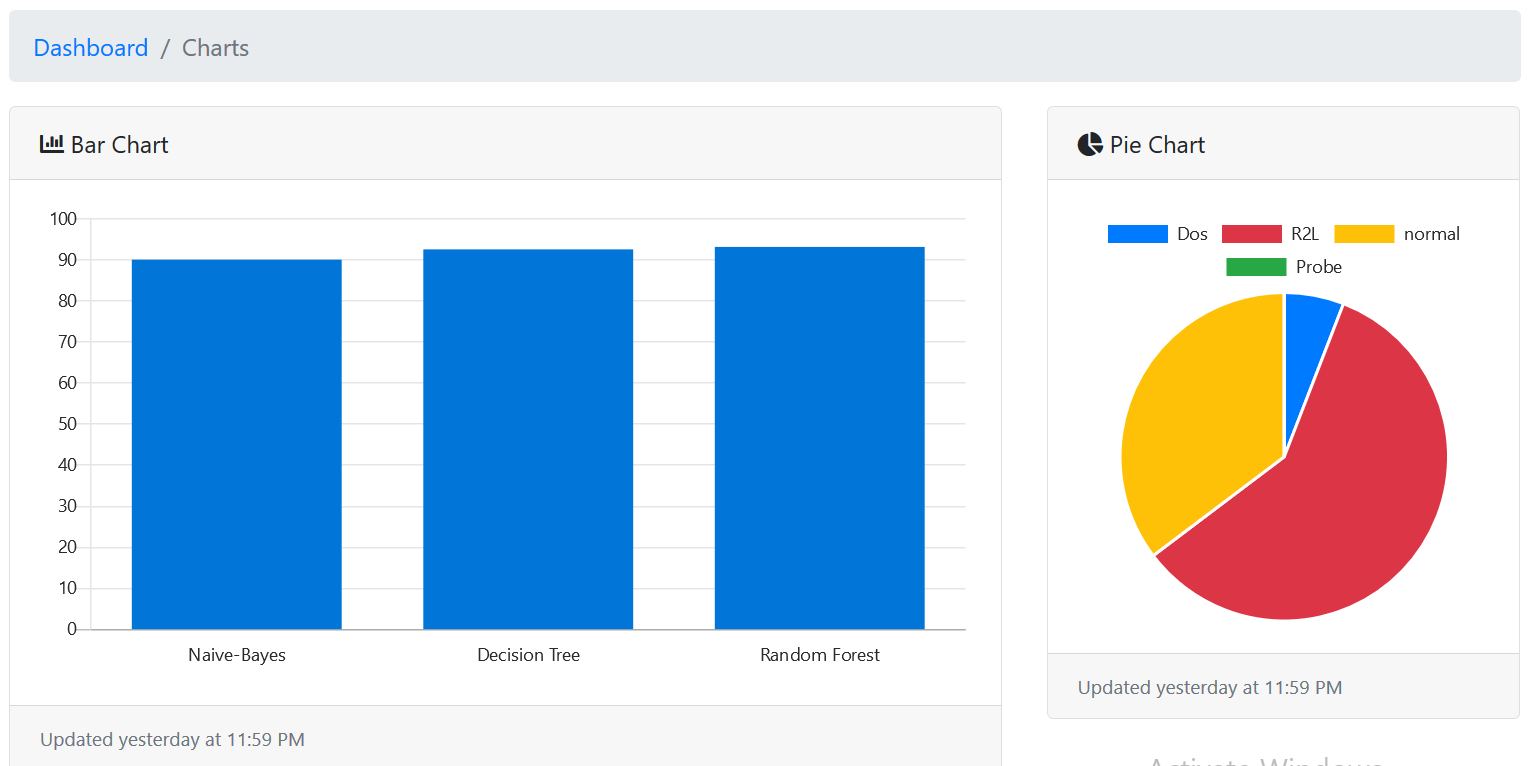 Dashboard / Charts
Bar Chart
100
90
80
70
60
50
40
30
20
10
0
Naive-Bayes Decision Tree Random Forest
Updated yesterday at 11:59 PM
Pie Chart
Dos R2L normal
Probe
Updated yesterday at 11:59 PM
Activate Windows